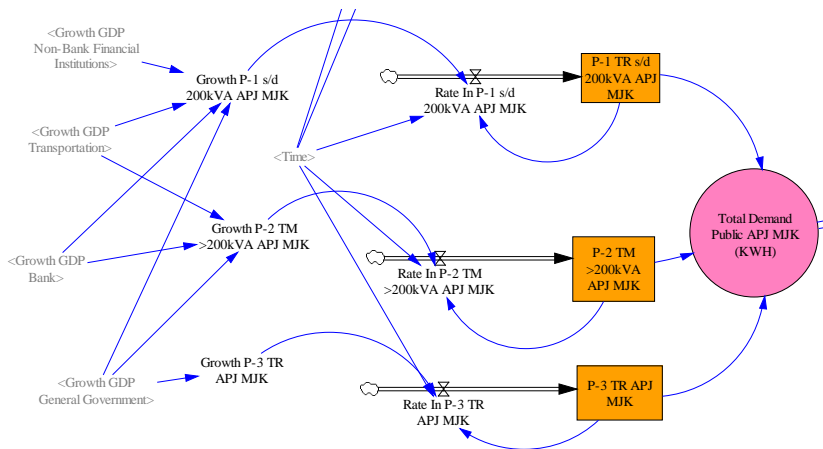 <Growth GDP
Non-Bank Financial
Institutions>
Growth P-1 s/d
200kVA APJ MJK
Rate In P-1 s/d
200kVA APJ MJK
P-1 TR s/d
200kVA APJ
MJK
<Growth GDP
Transportation>
<Time>
Growth P-2 TM
>200kVA APJ MJK
Rate In P-2 TM
>200kVA APJ MJK
P-2 TM
>200kVA
APJ MJK
Total Demand
Public APJ MJK
(KWH)
<Growth GDP
Bank>
Growth P-3 TR
APJ MJK
Rate In P-3 TR
APJ MJK
P-3 TR APJ
MJK
<Growth GDP
General Government>